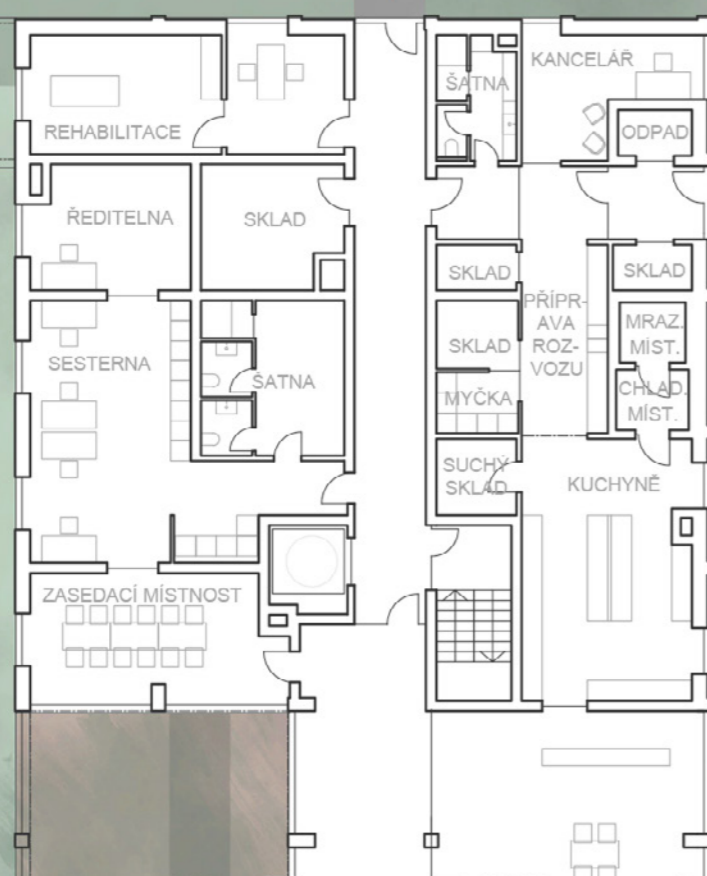 KANCELÁŘ
ŠATNA
REHABILITACE
ODPAD
ŘEDITELNA
SKLAD
SKLAD
SKLAD
PŘÍPR-
AVA
ROZ-
VOZU
MRAZ.
MÍST.
SKLAD
SESTERNA
ŠATNA
MYČKA
CHLAD.
MÍST.
SUCHÝ
SKLAD
KUCHYNĚ
ZASEDACÍ MÍSTNOST